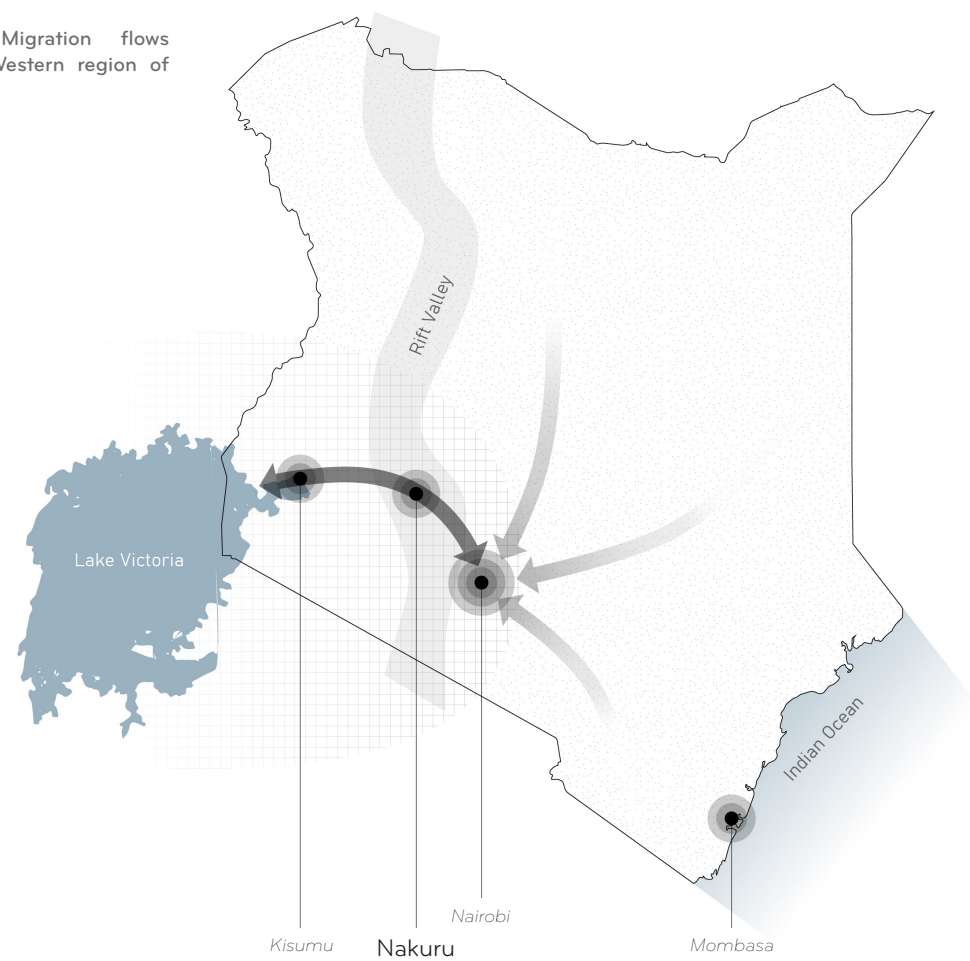 Migration flows
Western region of
Rift Valley
Lake Victoria
Indian Ocean
Nairobi
Kisumu
Nakuru
Mombasa